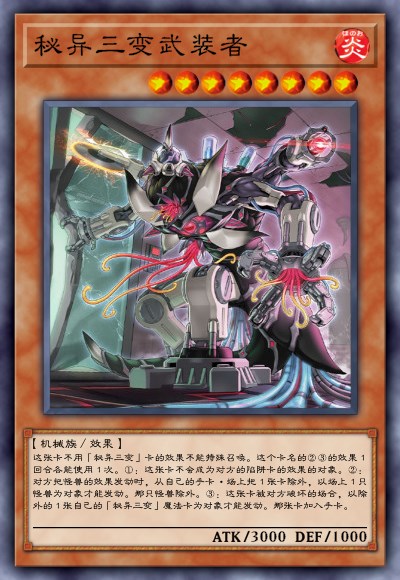 秘异三变武装者
ほのお
炎
【机械族/效果】
这张卡不用「秘异三变」卡的效果不能特殊召唤。这个卡名的②③的效果1
回合各能使用1次。①：这张卡不会成为对方的陷阱卡的效果的对象。②：
对方把怪兽的效果发动时，从自己的手卡·场上把1张卡除外，以场上1只
怪兽为对象才能发动。那只怪兽除外。③：这张卡被对方破坏的场合，以除
外的1张自己的「秘异三变」魔法卡为对象才能发动。那张卡加入手卡。
ATK/3000 DEF/1000